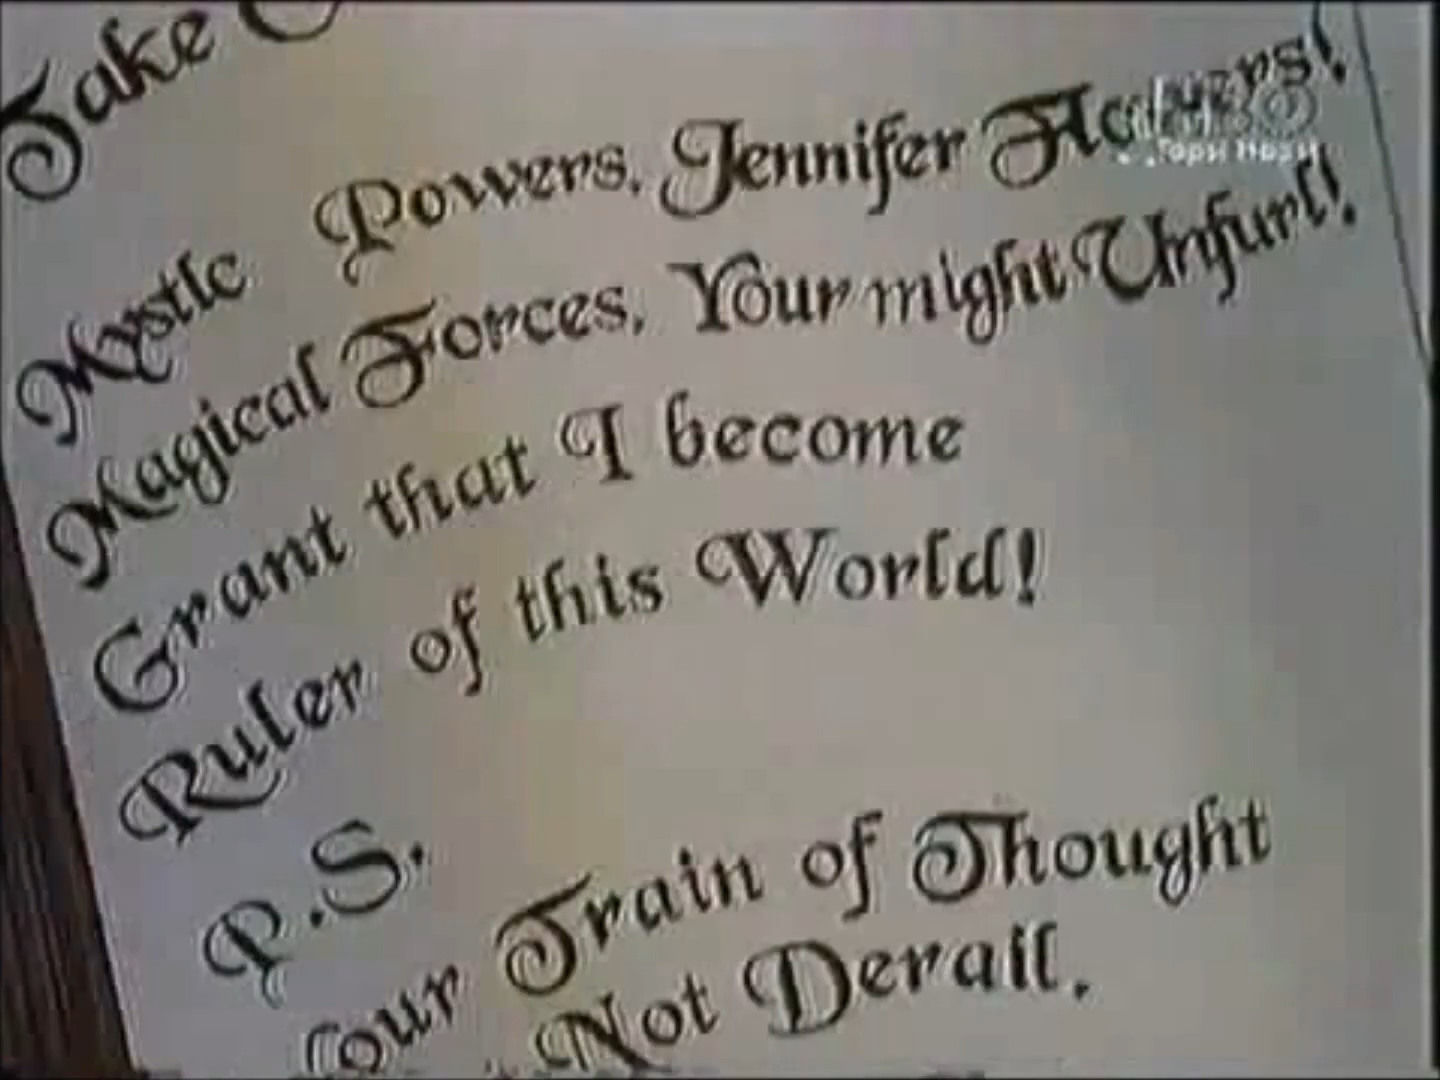 Take
Mystic Powers, Jennifer Flowers!
Magical Forces, Your might Unfurl!
Grant that I become
Ruler of this World!
P.S.
Your Train of Thought
Not Derail.